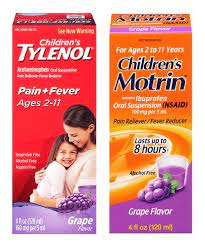 See New Warning
Children's
TYLENOL
Acetaminophen Oral Suspension
Pain Reliever-Fever Reducer
Pain+Fever
Ages 2-11
Ibuprofen Free
Alcohol Free
Aspirin Free
4 fl oz (120 ml)
160 mg per 5 ml
Grape
Flavor
For Ages 2 to 11 Years
Children's
Motrin
Ibuprofen
Oral Suspension (NSAID)
100 mg per 5 mL
Pain Reliever / Fever Reducer
Lasts up to
8 hours
Alcohol Free
Grape Flavor
4 fl oz (120 mL)